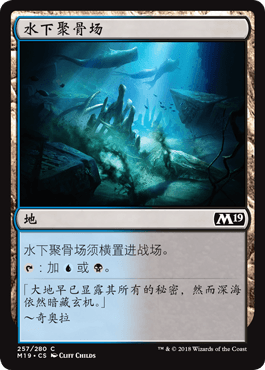 水下聚骨场
地
M19
水下聚骨场须横置进战场。
：加 或 。
「大地早已显露其所有的秘密，然而深海
依然暗藏玄机。」
～奇奥拉
257/280 C
M19 • CS CLIFF CHILDS
™ & © 2018 Wizards of the Coast